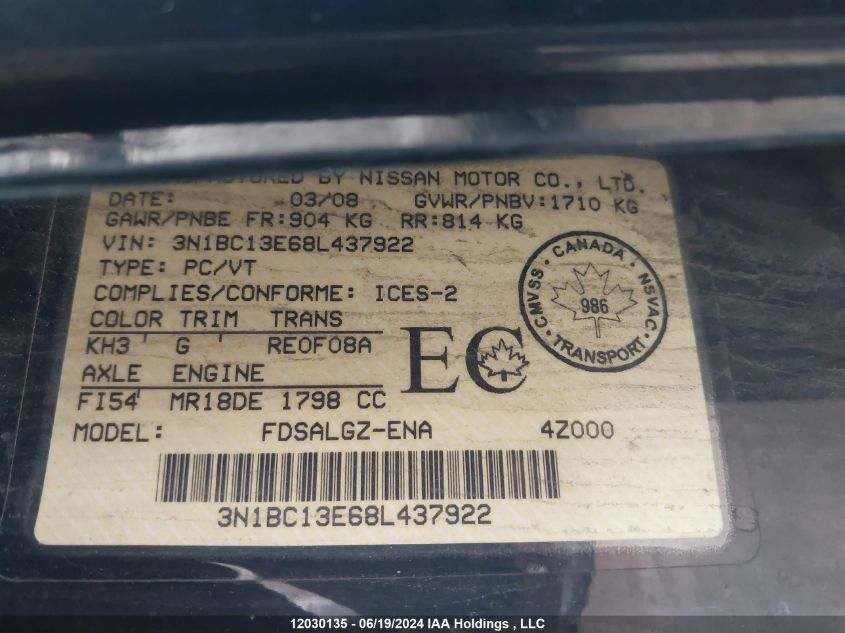 BY NISSAN MOTOR CO., LTD.
DATE: 03/08 GVWR/PNBV:1710 KG
GAWR/PNBE FR:904 KG RR:814 KG
VIN: 3N1BC13E68L437922
TYPE: PC/VT
COMPLIES/CONFORME: ICES-2
COLOR TRIM TRANS
KH3 ' G ' RE0F08A
AXLE ENGINE
FI54' MR18DE 1798 CC
MODEL: FDSALGZ-ENA 4Z000
EC
CANADA
CMVSS
NSVAC
986
TRANSPORT
3N1BC13E68L437922
12030135 - 06/19/2024 IAA Holdings , LLC